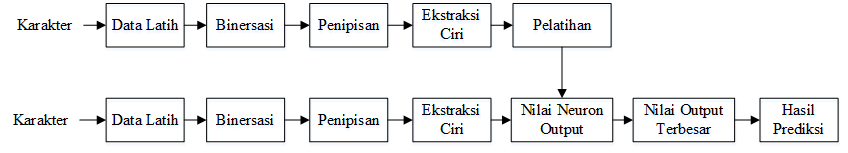 Karakter
Data Latih
Binersasi
Penipisan
Ekstraksi
Ciri
Pelatihan
Karakter
Data Latih
Binersasi
Penipisan
Ekstraksi
Ciri
Nilai Neuron
Output
Nilai Output
Terbesar
Hasil
Prediksi